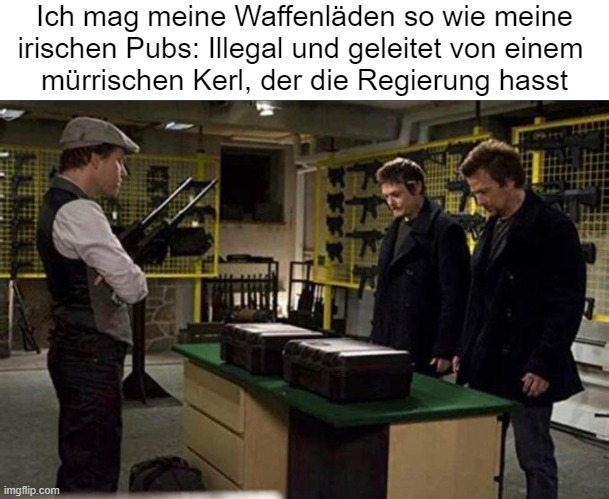 Ich mag meine Waffenläden so wie meine
irischen Pubs: Illegal und geleitet von einem
mürrischen Kerl, der die Regierung hasst
imgflip.com